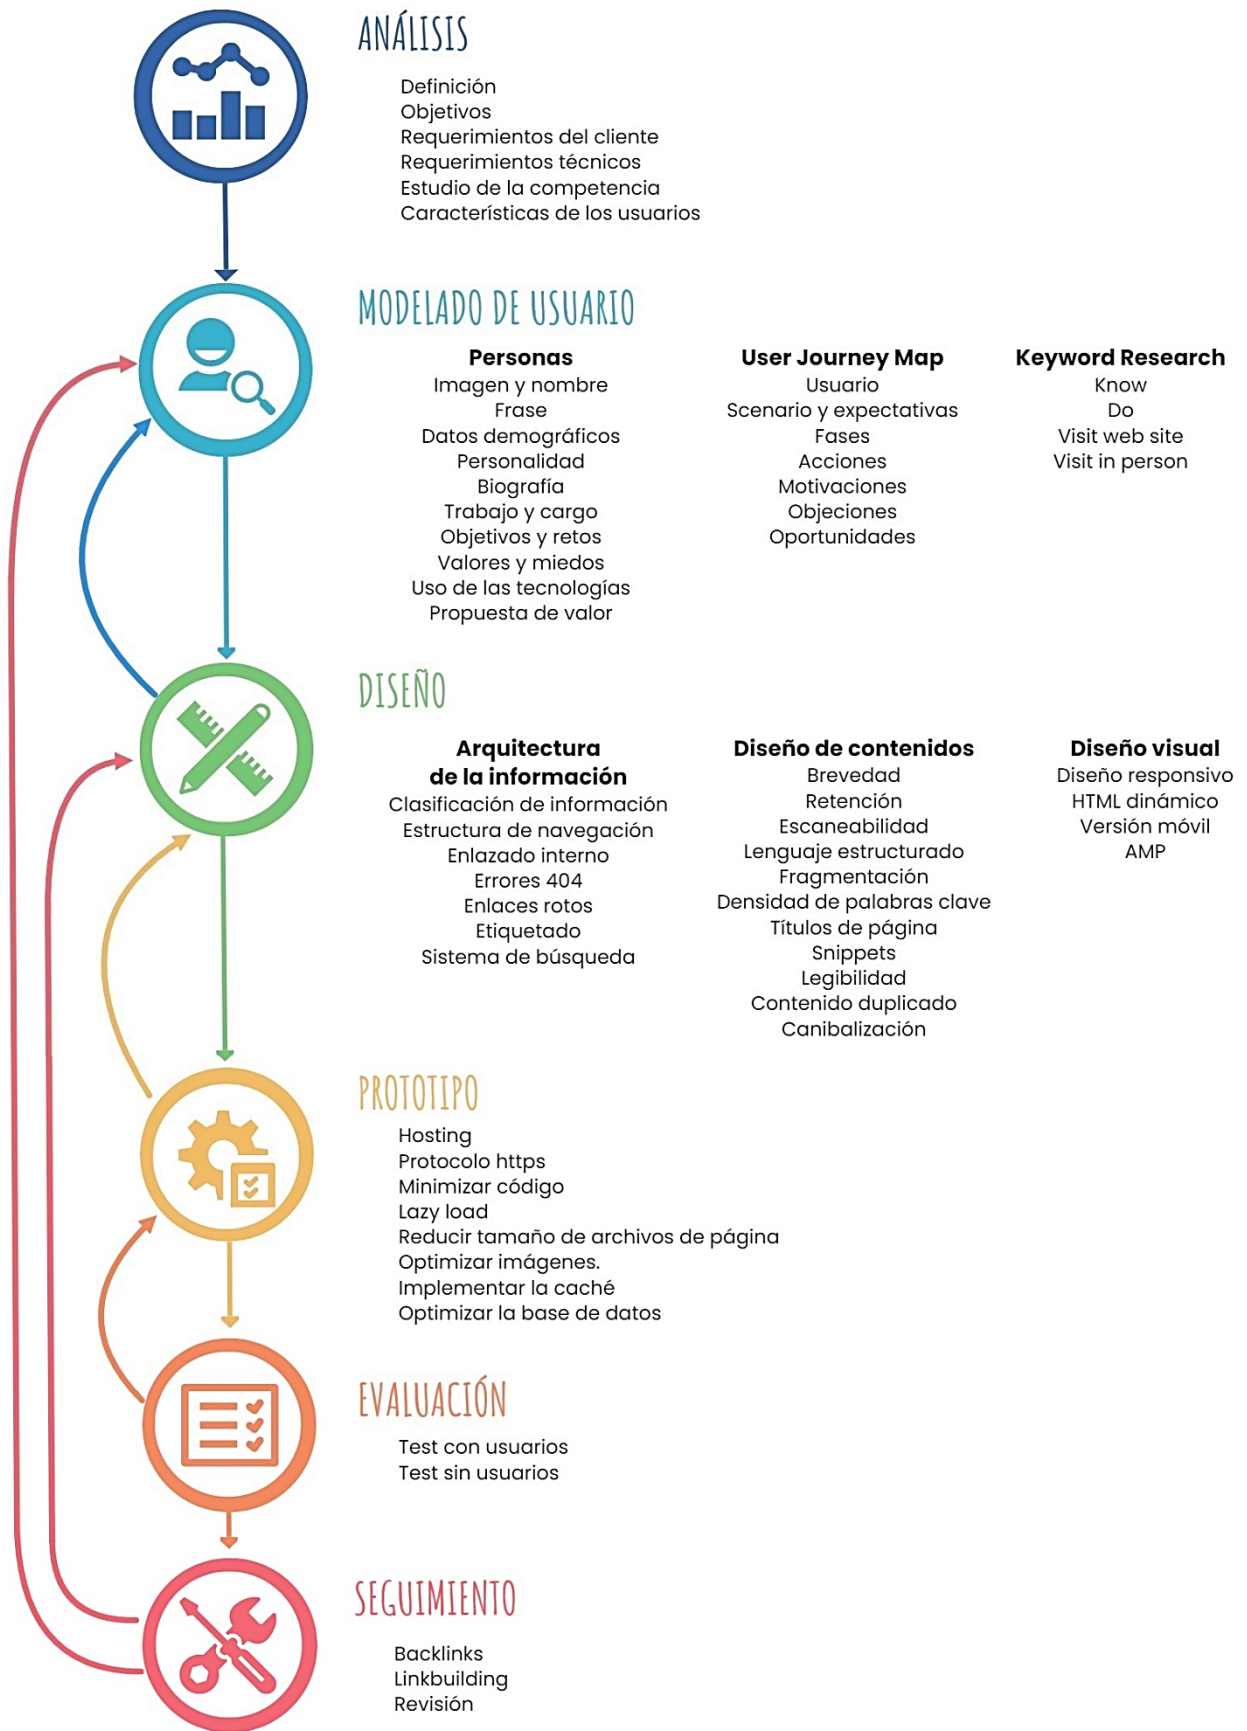 ANÁLISIS
Definición
Objetivos
Requerimientos del cliente
Requerimientos técnicos
Estudio de la competencia
Características de los usuarios
MODELADO DE USUARIO
Personas
Imagen y nombre
Frase
Datos demográficos
Personalidad
Biografía
Trabajo y cargo
Objetivos y retos
Valores y miedos
Uso de las tecnologías
Propuesta de valor
User Journey Map
Usuario
Scenario y expectativas
Fases
Acciones
Motivaciones
Objeciones
Oportunidades
Keyword Research
Know
Do
Visit web site
Visit in person
DISEÑO
Arquitectura
de la información
Clasificación de información
Estructura de navegación
Enlazado interno
Errores 404
Enlaces rotos
Etiquetado
Sistema de búsqueda
Diseño de contenidos
Brevedad
Retención
Escaneabilidad
Lenguaje estructurado
Fragmentación
Densidad de palabras clave
Títulos de página
Snippets
Legibilidad
Contenido duplicado
Canibalización
Diseño visual
Diseño responsivo
HTML dinámico
Versión móvil
AMP
PROTOTIPO
Hosting
Protocolo https
Minimizar código
Lazy load
Reducir tamaño de archivos de página
Optimizar imágenes.
Implementar la caché
Optimizar la base de datos
EVALUACIÓN
Test con usuarios
Test sin usuarios
SEGUIMIENTO
Backlinks
Linkbuilding
Revisión